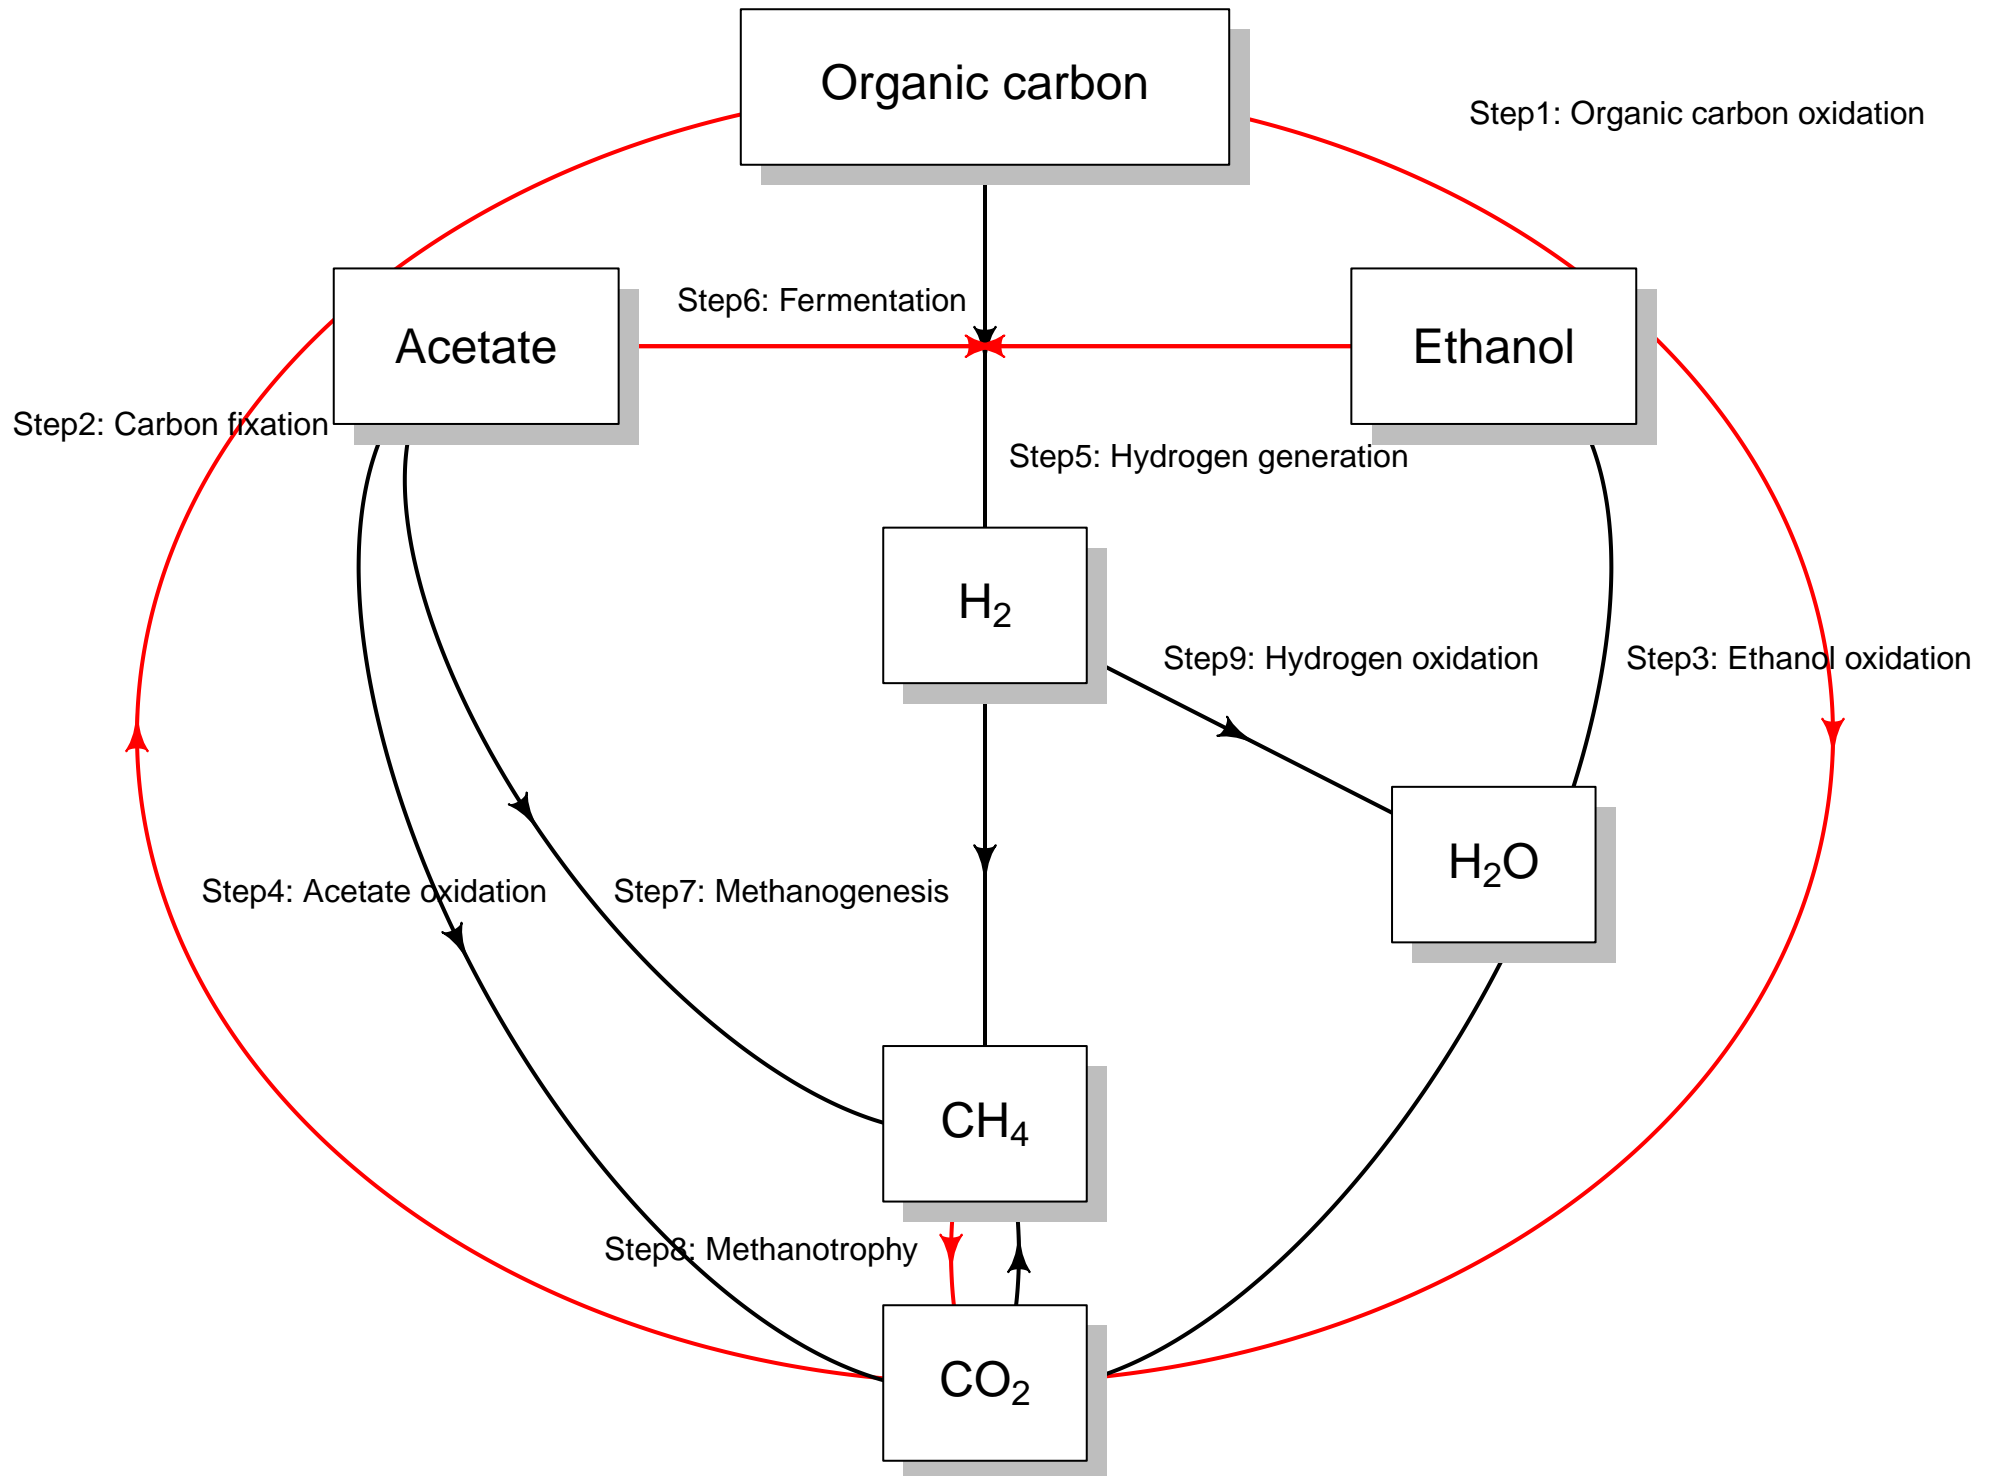 Organic carbon
Step1: Organic carbon oxidation
Step6: Fermentation
Acetate
Ethanol
Step2: Carbon fixation
Step5: Hydrogen generation
H₂
Step9: Hydrogen oxidation
Step3: Ethanol oxidation
H₂O
Step4: Acetate oxidation
Step7: Methanogenesis
CH₄
Step8: Methanotrophy
CO₂